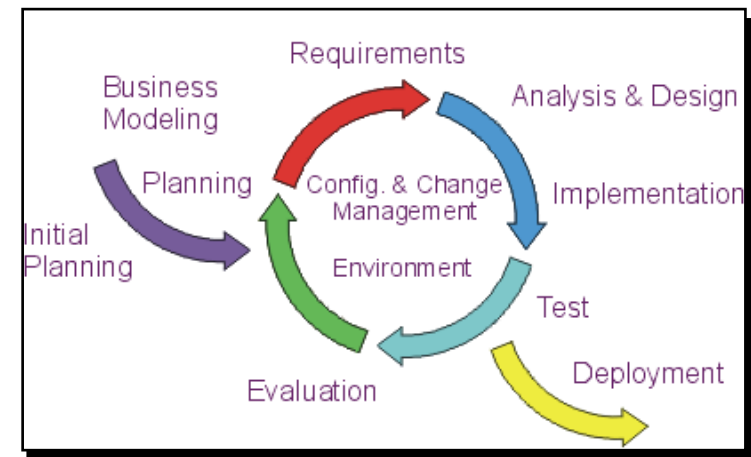 Requirements
Business
Modeling
Analysis & Design
Planning
Config. & Change
Management
Implementation
Initial
Planning
Environment
Test
Evaluation
Deployment